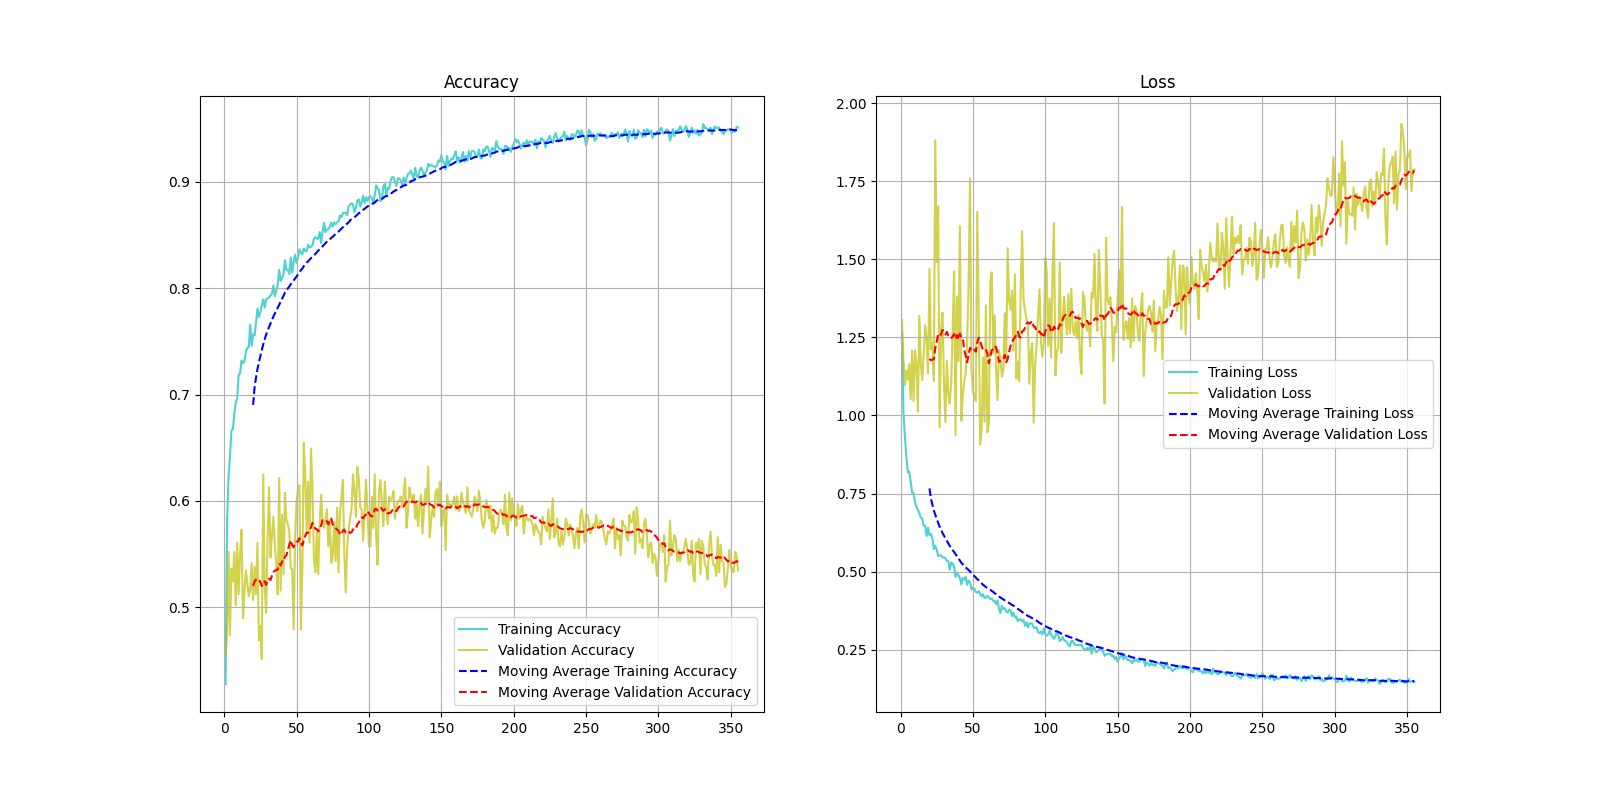 Accuracy
0.9
0.8
0.7
0.6
0.5
0 50 100 150 200 250 300 350
Training Accuracy
Validation Accuracy
Moving Average Training Accuracy
Moving Average Validation Accuracy
Loss
2.00
1.75
1.50
1.25
1.00
0.75
0.50
0.25
0 50 100 150 200 250 300 350
Training Loss
Validation Loss
Moving Average Training Loss
Moving Average Validation Loss